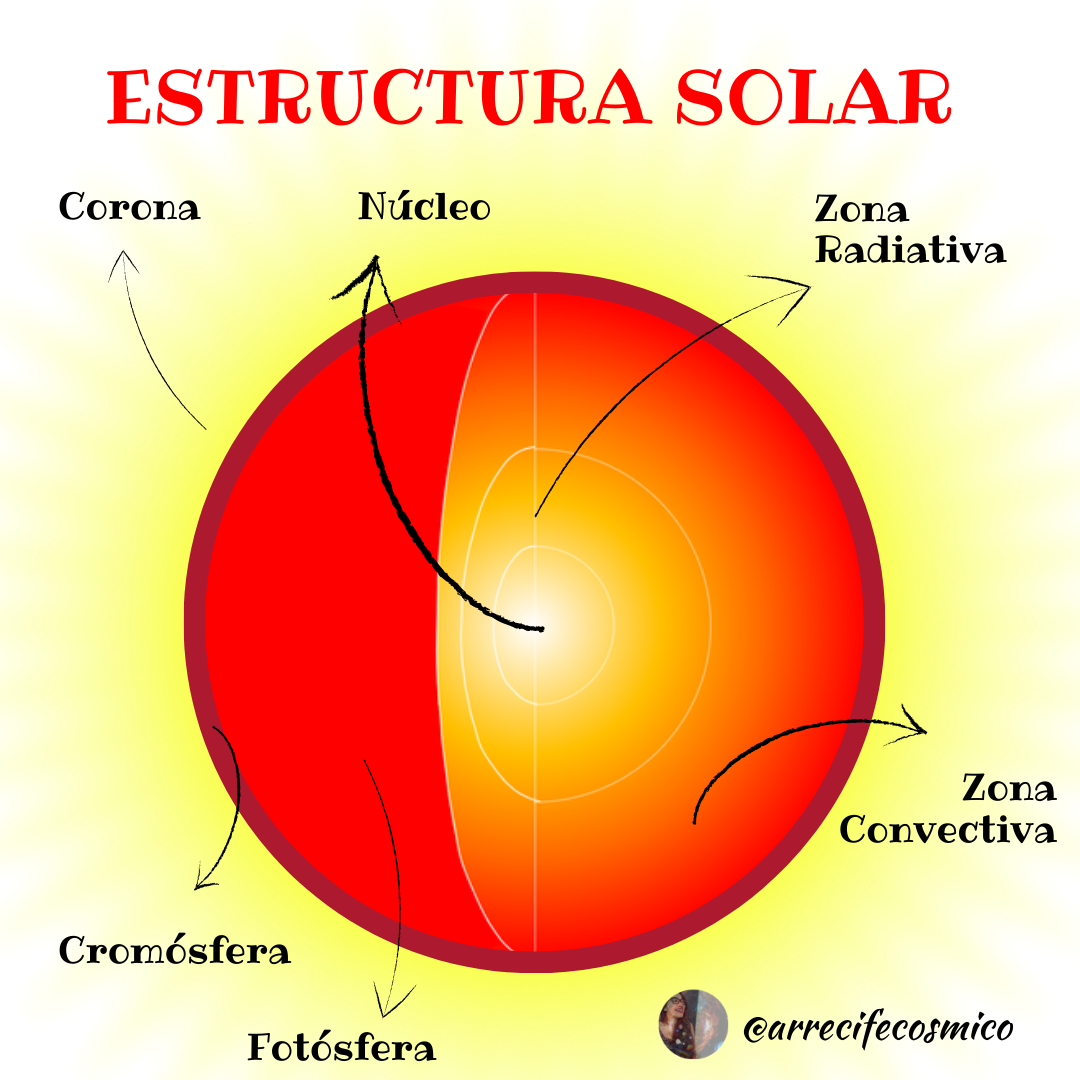 ESTRUCTURA SOLAR
Corona
Núcleo
Zona
Radiativa
Zona
Convectiva
Cromósfera
Fotósfera
@arrecifecosmico